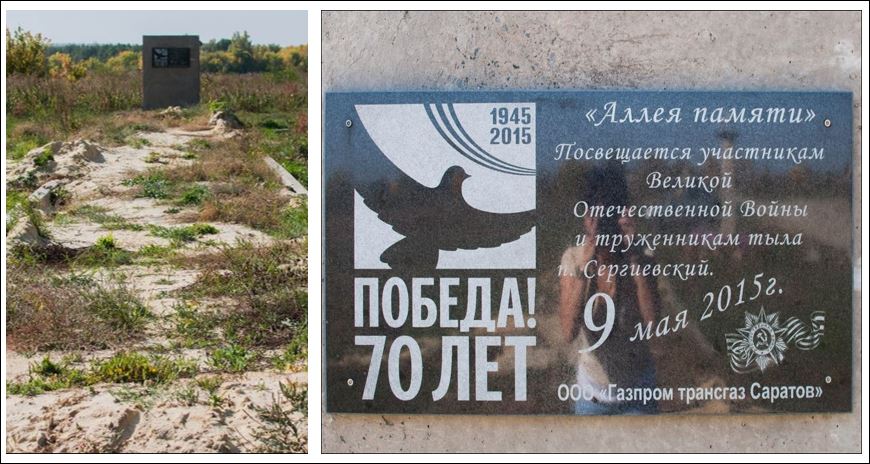 1945
2015
ПОБЕДА!
70 ЛЕТ
«Аллея памяти»
Посвещается участникам
Великой
Отечественной Войны
и труженникам тыла
п. Сергиевский.
9 мая 2015г.
ООО «Газпром трансгаз Саратов»